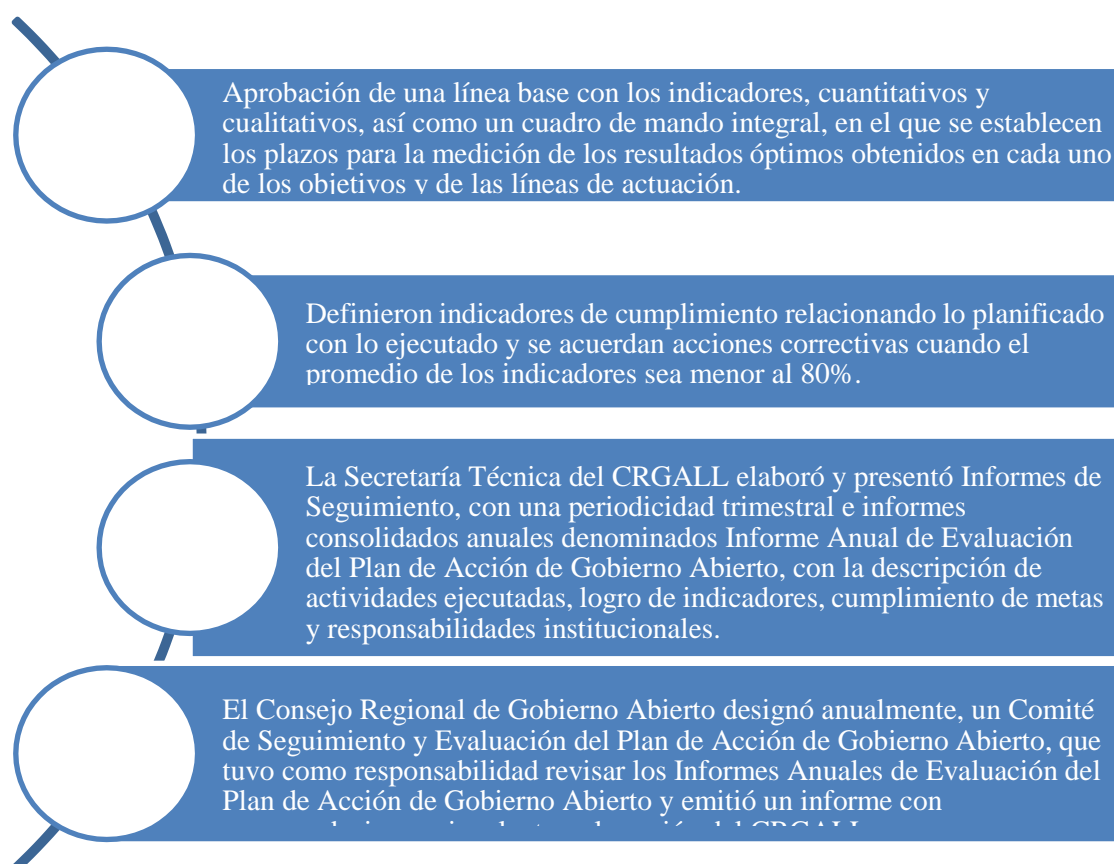 Aprobación de una línea base con los indicadores, cuantitativos y
cualitativos, así como un cuadro de mando integral, en el que se establecen
los plazos para la medición de los resultados óptimos obtenidos en cada uno
de los objetivos y de las líneas de actuación.
Definieron indicadores de cumplimiento relacionando lo planificado
con lo ejecutado y se acuerdan acciones correctivas cuando el
promedio de los indicadores sea menor al 80%.
La Secretaría Técnica del CRGALL elaboró y presentó Informes de
Seguimiento, con una periodicidad trimestral e informes
consolidados anuales denominados Informe Anual de Evaluación
del Plan de Acción de Gobierno Abierto, con la descripción de
actividades ejecutadas, logro de indicadores, cumplimiento de metas
y responsabilidades institucionales.
El Consejo Regional de Gobierno Abierto designó anualmente, un Comité
de Seguimiento y Evaluación del Plan de Acción de Gobierno Abierto, que
tuvo como responsabilidad revisar los Informes Anuales de Evaluación del
Plan de Acción de Gobierno Abierto y emitió un informe con